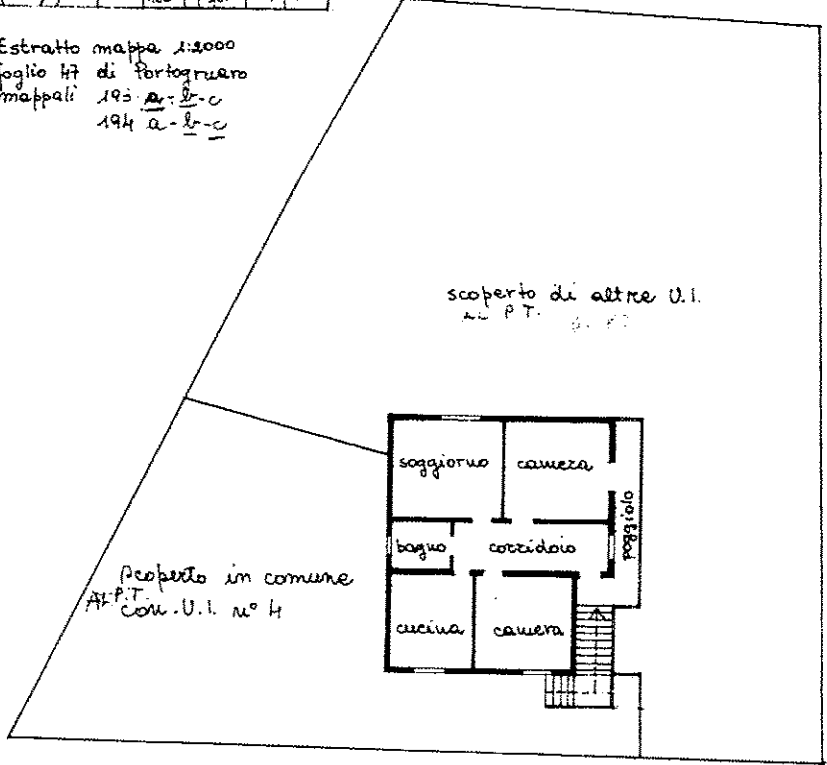 Estratto mappa 1:2000
foglio 47 di Portogruaro
mappali 193 a-b-c
194 a-b-c
scoperto di altre U.I.
P.T.
soggiorno
camera
poggiolo
bagno
corridoio
cucina
camera
scoperto in comune
AL P.T.
con U.I. n° 4